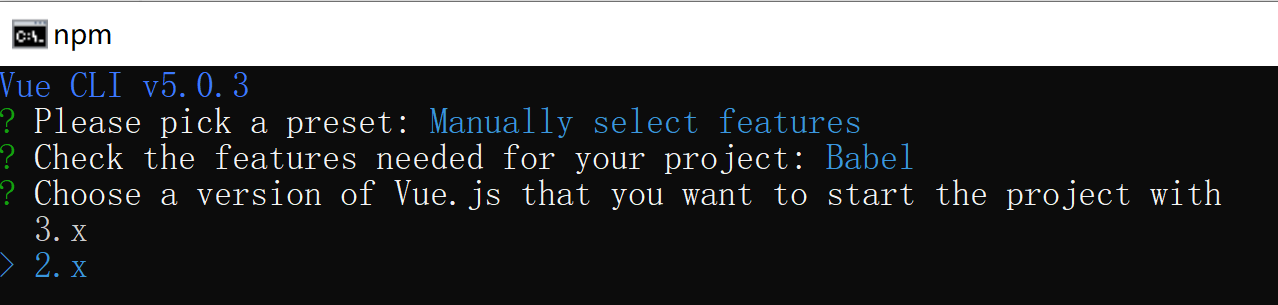 npm
Vue CLI v5.0.3
? Please pick a preset: Manually select features
? Check the features needed for your project: Babel
? Choose a version of Vue.js that you want to start the project with
3.x
> 2.x